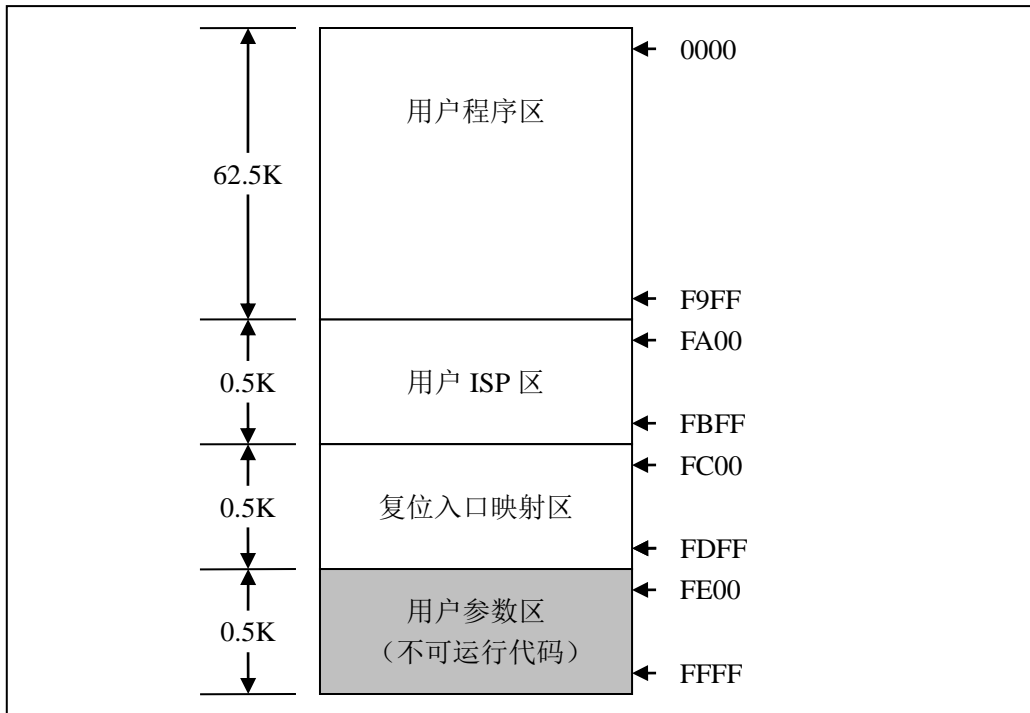 0000
用户程序区
62.5K
F9FF
FA00
用户 ISP 区
0.5K
FBFF
FC00
复位入口映射区
0.5K
FDFF
FE00
用户参数区
0.5K
（不可运行代码）
FFFF